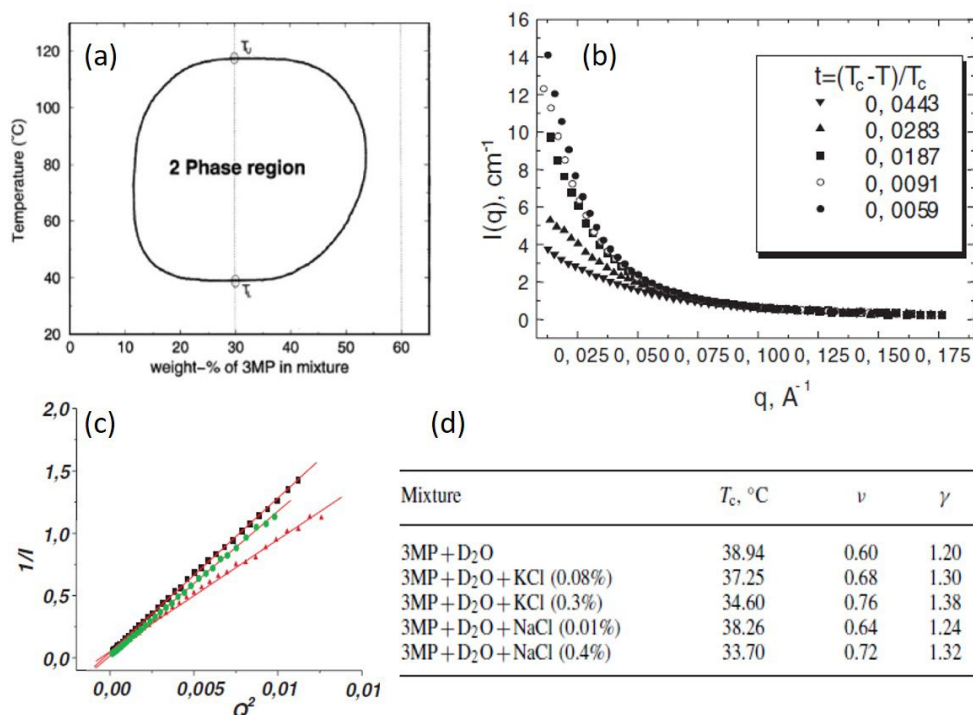 (a)
120
100
80
60
40
20
Temperature (˜C)
τU
2 Phase region
τL
0 10 20 30 40 50 60
weight–% of 3MP in mixture
(b)
16
14
12
10
8
6
4
2
0
I(q), cm⁻¹
t=(Tc-T)/Tc
0, 0443
0, 0283
0, 0187
0, 0091
0, 0059
0, 025 0, 050 0, 075 0, 100 0, 125 0, 150 0, 175
q, A⁻¹
(c)
2,0
1,5
1,0
0,5
0,0
1/I
0,00 0,005 0,01 0,01
Q²
(d)
Mixture Tc, °C ν γ
3MP + D₂O 38.94 0.60 1.20
3MP + D₂O + KCl (0.08%) 37.25 0.68 1.30
3MP + D₂O + KCl (0.3%) 34.60 0.76 1.38
3MP + D₂O + NaCl (0.01%) 38.26 0.64 1.24
3MP + D₂O + NaCl (0.4%) 33.70 0.72 1.32